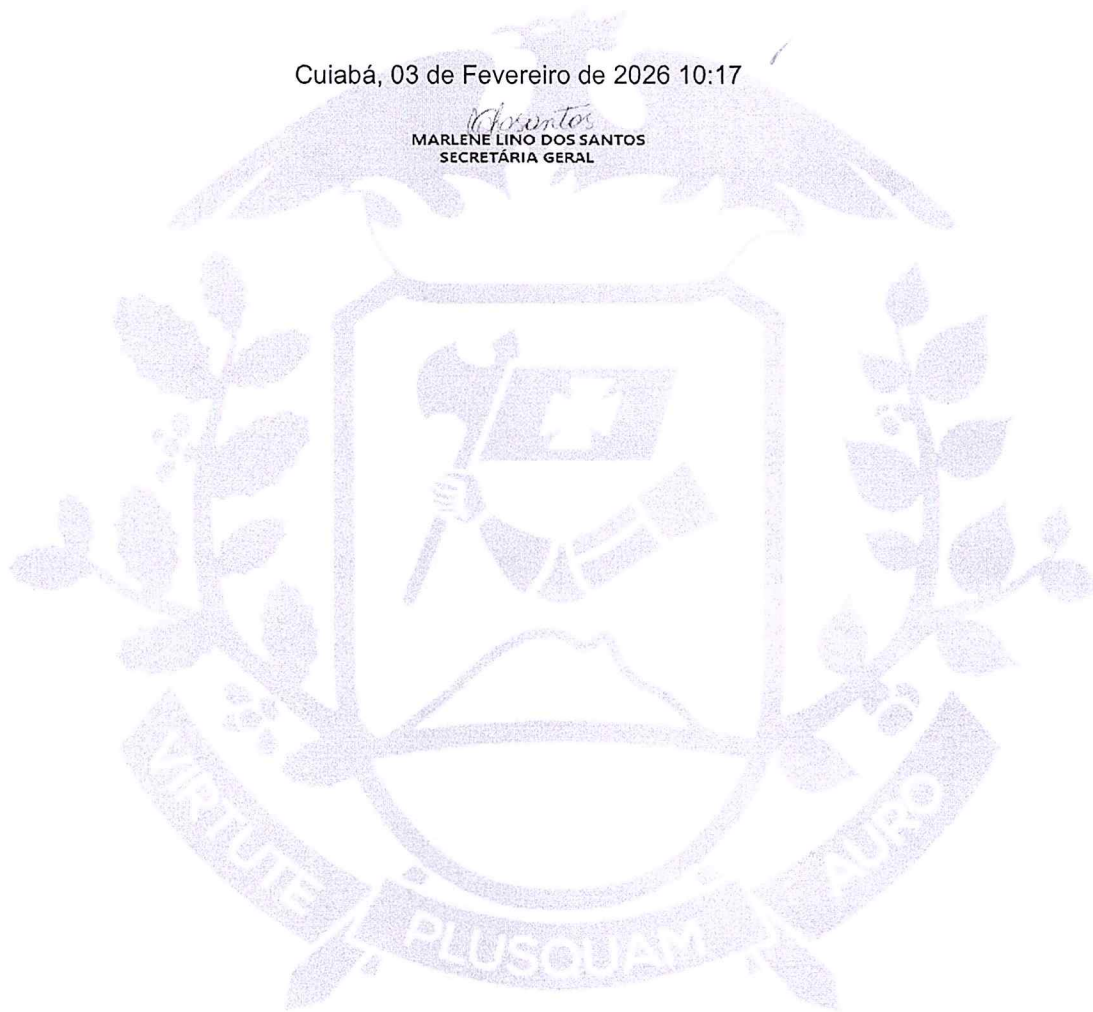 Cuiabá, 03 de Fevereiro de 2026 10:17
MARLENE LINO DOS SANTOS
SECRETÁRIA GERAL
VIRTUTE
PLUSQUAM
AURO